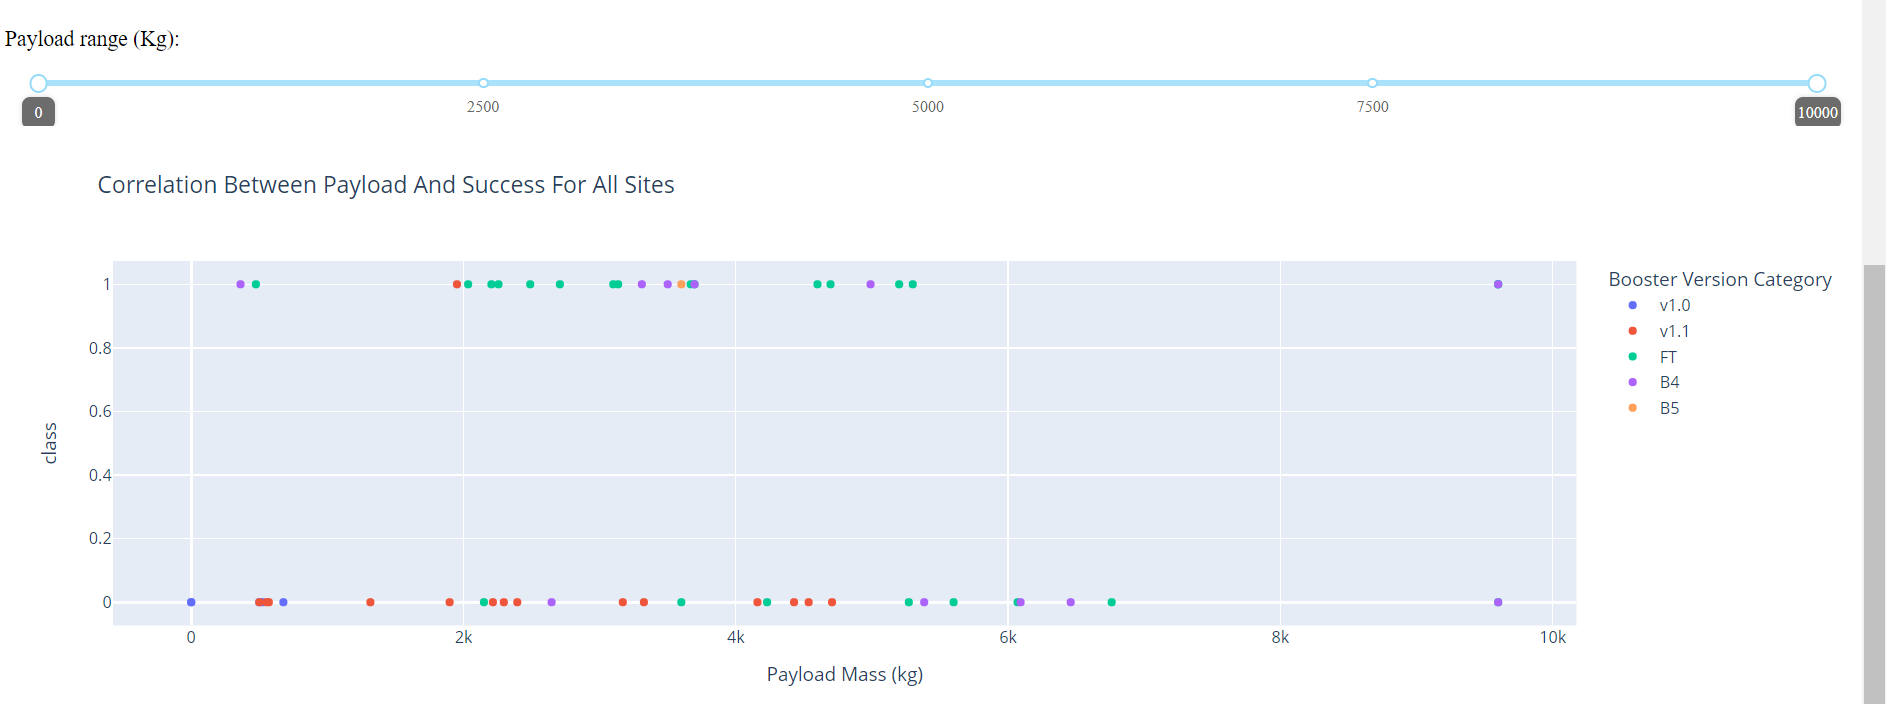 Payload range (Kg):
0 2500 5000 7500 10000
Correlation Between Payload And Success For All Sites
Booster Version Category
v1.0
v1.1
FT
B4
B5
1
0.8
0.6
0.4
0.2
0
class
0 2k 4k 6k 8k 10k
Payload Mass (kg)